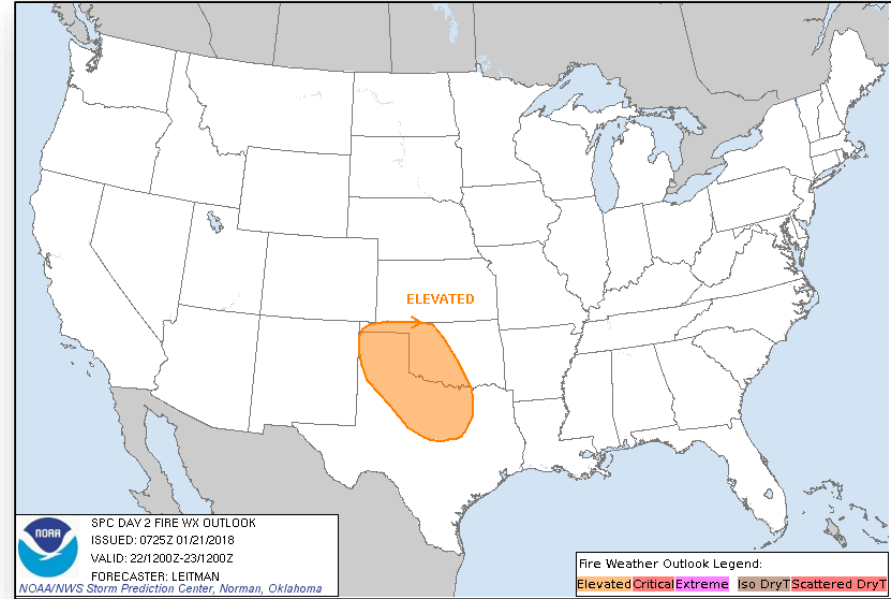 ELEVATED
NOAA
SPC DAY 2 FIRE WX OUTLOOK
ISSUED: 0725Z 01/21/2018
VALID: 22/1200Z-23/1200Z
FORECASTER: LEITMAN
NOAA/NWS Storm Prediction Center, Norman, Oklahoma
Fire Weather Outlook Legend:
Elevated Critical Extreme Iso DryT Scattered DryT